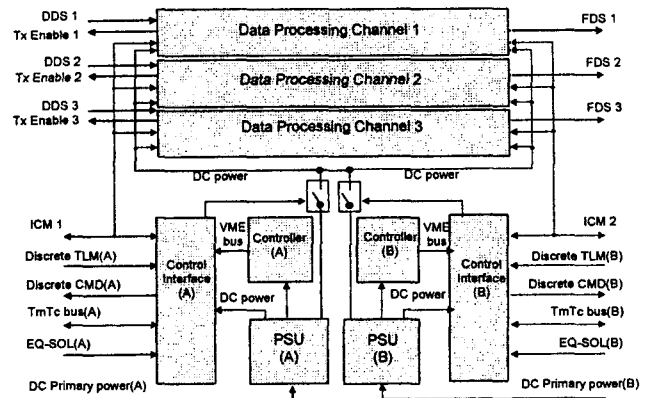 DDS 1
Tx Enable 1
Data Processing Channel 1
FDS 1
DDS 2
Tx Enable 2
Data Processing Channel 2
FDS 2
DDS 3
Tx Enable 3
Data Processing Channel 3
FDS 3
DC power
DC power
ICM 1
ICM 2
VME
bus
Controller
(A)
Controller
(B)
VME
bus
Discrete TLM(A)
Control
Interface
(A)
Control
Interface
(B)
Discrete TLM(B)
Discrete CMD(A)
Discrete CMD(B)
DC power
DC power
TmTc bus(A)
TmTc bus(B)
PSU
(A)
PSU
(B)
EQ-SOL(A)
EQ-SOL(B)
DC Primary power(A)
DC Primary power(B)